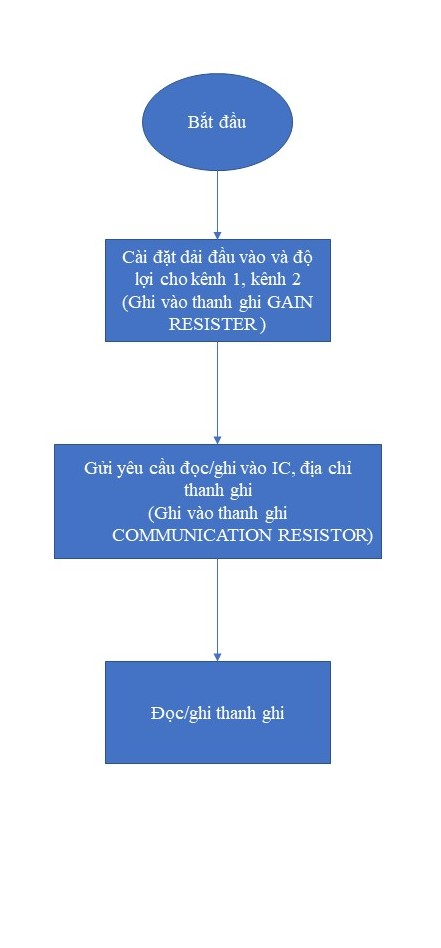 Bắt đầu
Cài đặt dải đầu vào và độ
lợi cho kênh 1, kênh 2
(Ghi vào thanh ghi GAIN
RESISTER )
Gửi yêu cầu đọc/ghi vào IC, địa chỉ
thanh ghi
(Ghi vào thanh ghi
COMMUNICATION RESISTOR)
Đọc/ghi thanh ghi